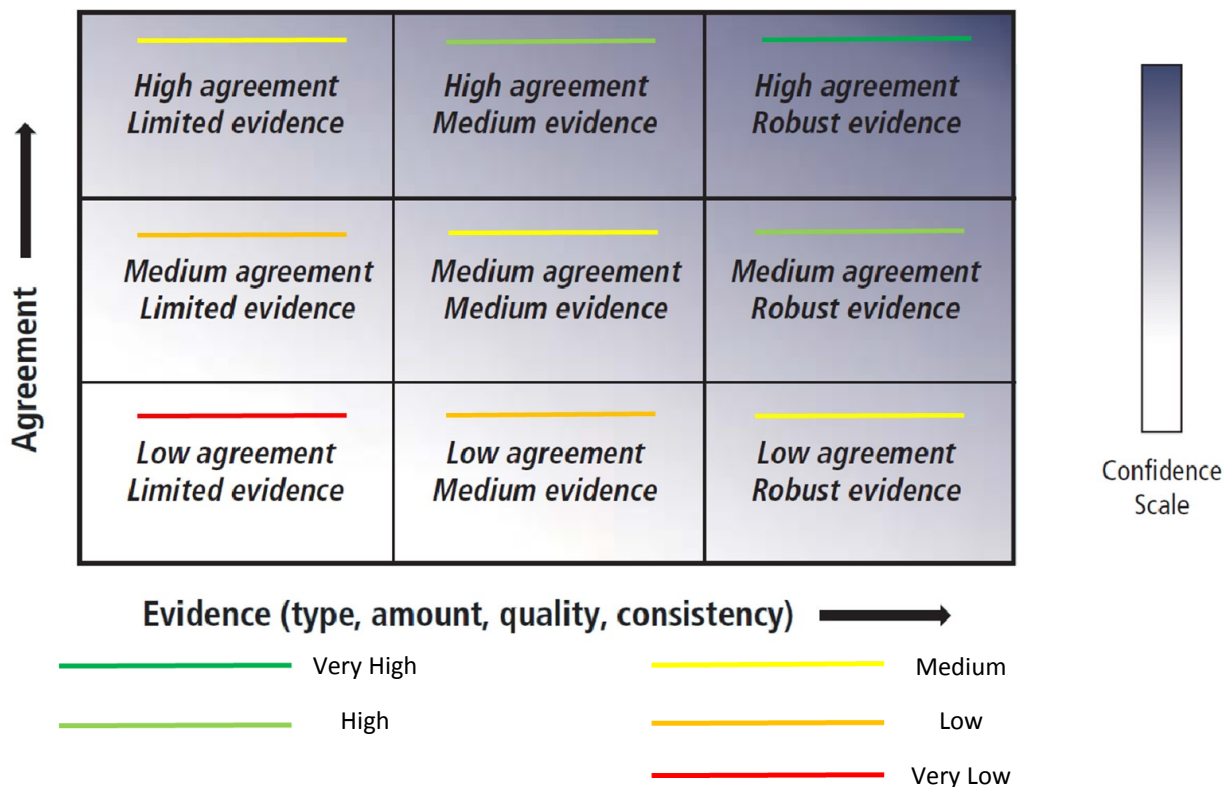 High agreement
Limited evidence
High agreement
Medium evidence
High agreement
Robust evidence
Medium agreement
Limited evidence
Medium agreement
Medium evidence
Medium agreement
Robust evidence
Low agreement
Limited evidence
Low agreement
Medium evidence
Low agreement
Robust evidence
Agreement
Confidence
Scale
Evidence (type, amount, quality, consistency)
Very High
Medium
High
Low
Very Low